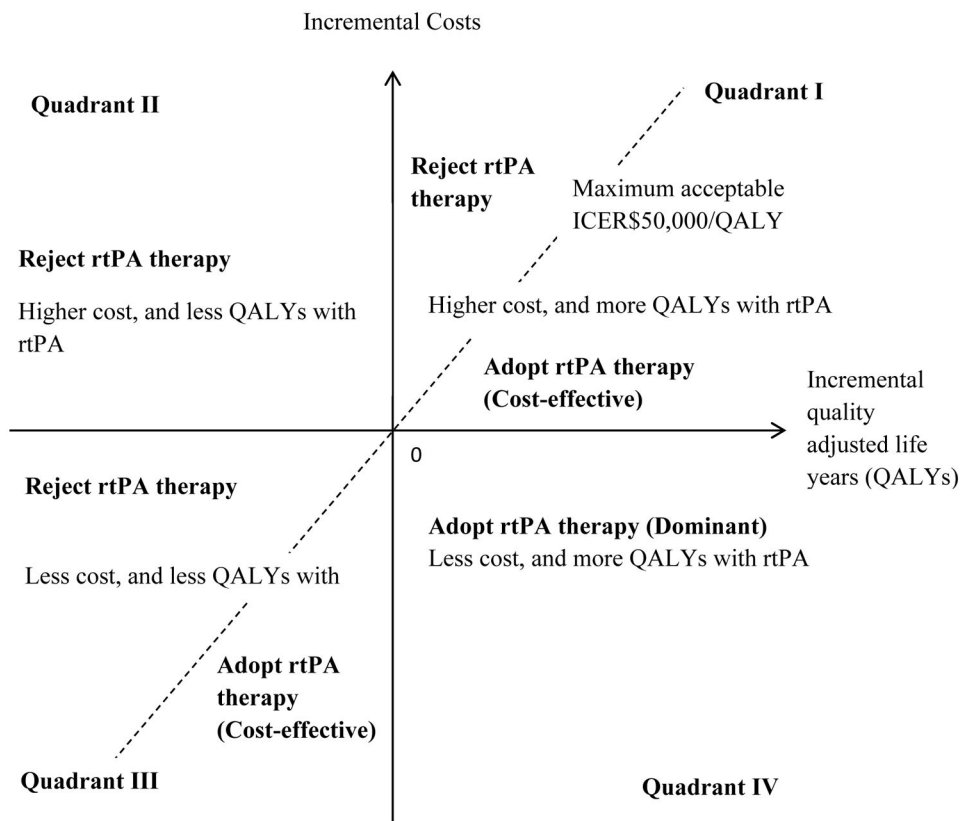 Incremental Costs
Quadrant II
Quadrant I
Reject rtPA
therapy
Maximum acceptable
ICER$50,000/QALY
Reject rtPA therapy
Higher cost, and less QALYs with
rtPA
Higher cost, and more QALYs with rtPA
Adopt rtPA therapy
(Cost-effective)
Incremental
quality
adjusted life
years (QALYs)
0
Reject rtPA therapy
Adopt rtPA therapy (Dominant)
Less cost, and more QALYs with rtPA
Less cost, and less QALYs with
Adopt rtPA
therapy
(Cost-effective)
Quadrant III
Quadrant IV